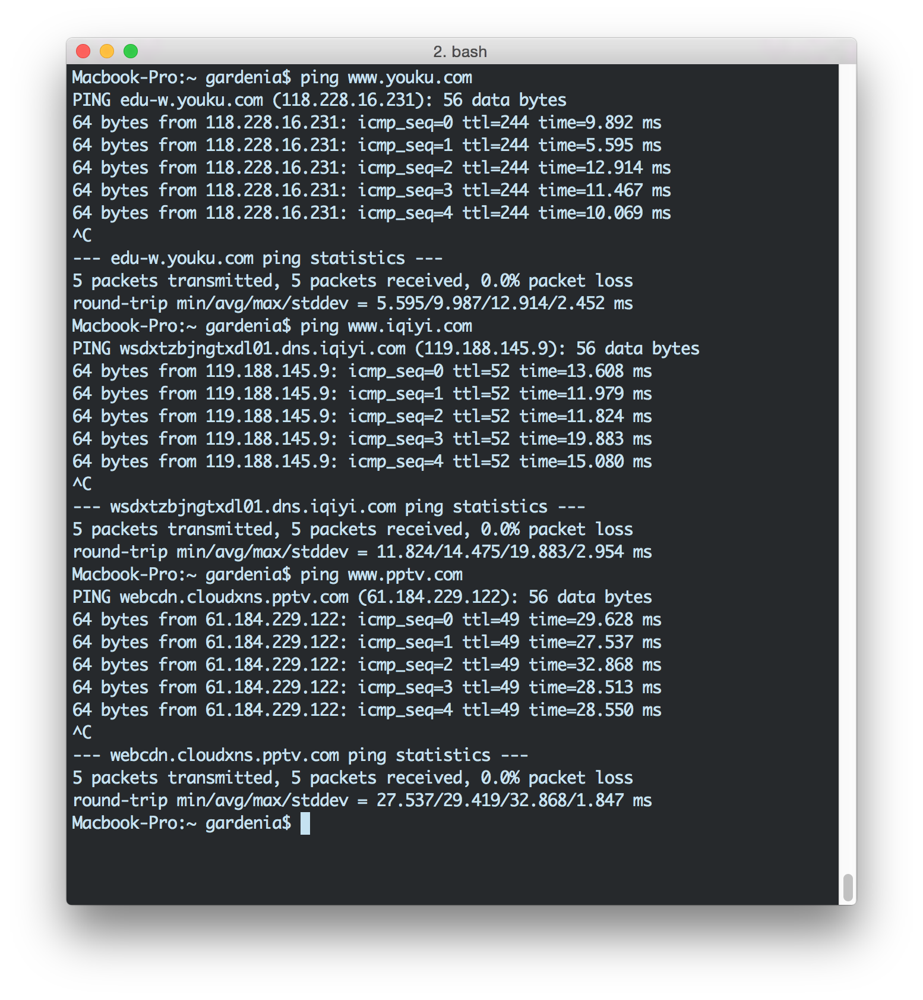 2. bash
Macbook-Pro:~ gardenia$ ping www.youku.com
PING edu-w.youku.com (118.228.16.231): 56 data bytes
64 bytes from 118.228.16.231: icmp_seq=0 ttl=244 time=9.892 ms
64 bytes from 118.228.16.231: icmp_seq=1 ttl=244 time=5.595 ms
64 bytes from 118.228.16.231: icmp_seq=2 ttl=244 time=12.914 ms
64 bytes from 118.228.16.231: icmp_seq=3 ttl=244 time=11.467 ms
64 bytes from 118.228.16.231: icmp_seq=4 ttl=244 time=10.069 ms
^C
--- edu-w.youku.com ping statistics ---
5 packets transmitted, 5 packets received, 0.0% packet loss
round-trip min/avg/max/stddev = 5.595/9.987/12.914/2.452 ms
Macbook-Pro:~ gardenia$ ping www.iqiyi.com
PING wsdxtzbjngtxdl01.dns.iqiyi.com (119.188.145.9): 56 data bytes
64 bytes from 119.188.145.9: icmp_seq=0 ttl=52 time=13.608 ms
64 bytes from 119.188.145.9: icmp_seq=1 ttl=52 time=11.979 ms
64 bytes from 119.188.145.9: icmp_seq=2 ttl=52 time=11.824 ms
64 bytes from 119.188.145.9: icmp_seq=3 ttl=52 time=19.883 ms
64 bytes from 119.188.145.9: icmp_seq=4 ttl=52 time=15.080 ms
^C
--- wsdxtzbjngtxdl01.dns.iqiyi.com ping statistics ---
5 packets transmitted, 5 packets received, 0.0% packet loss
round-trip min/avg/max/stddev = 11.824/14.475/19.883/2.954 ms
Macbook-Pro:~ gardenia$ ping www.pptv.com
PING webcdn.cloudxns.pptv.com (61.184.229.122): 56 data bytes
64 bytes from 61.184.229.122: icmp_seq=0 ttl=49 time=29.628 ms
64 bytes from 61.184.229.122: icmp_seq=1 ttl=49 time=27.537 ms
64 bytes from 61.184.229.122: icmp_seq=2 ttl=49 time=32.868 ms
64 bytes from 61.184.229.122: icmp_seq=3 ttl=49 time=28.513 ms
64 bytes from 61.184.229.122: icmp_seq=4 ttl=49 time=28.550 ms
^C
--- webcdn.cloudxns.pptv.com ping statistics ---
5 packets transmitted, 5 packets received, 0.0% packet loss
round-trip min/avg/max/stddev = 27.537/29.419/32.868/1.847 ms
Macbook-Pro:~ gardenia$